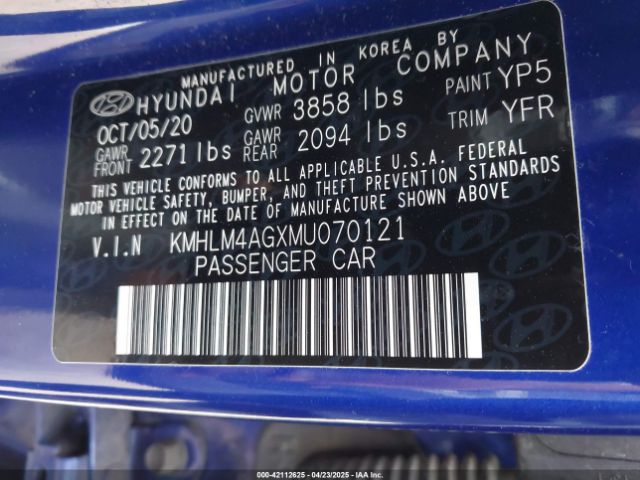 MANUFACTURED IN KOREA BY
HYUNDAI MOTOR COMPANY
OCT/05/20 GVWR 3858 lbs PAINT YP5
GAWR FRONT 2271 lbs GAWR REAR 2094 lbs TRIM YFR
THIS VEHICLE CONFORMS TO ALL APPLICABLE U.S.A. FEDERAL
MOTOR VEHICLE SAFETY, BUMPER, AND THEFT PREVENTION STANDARDS
IN EFFECT ON THE DATE OF MANUFACTURE SHOWN ABOVE
V.I.N KMHLM4AGXMU070121
PASSENGER CAR
000-42112625 - 04/23/2025 - IAA Inc.